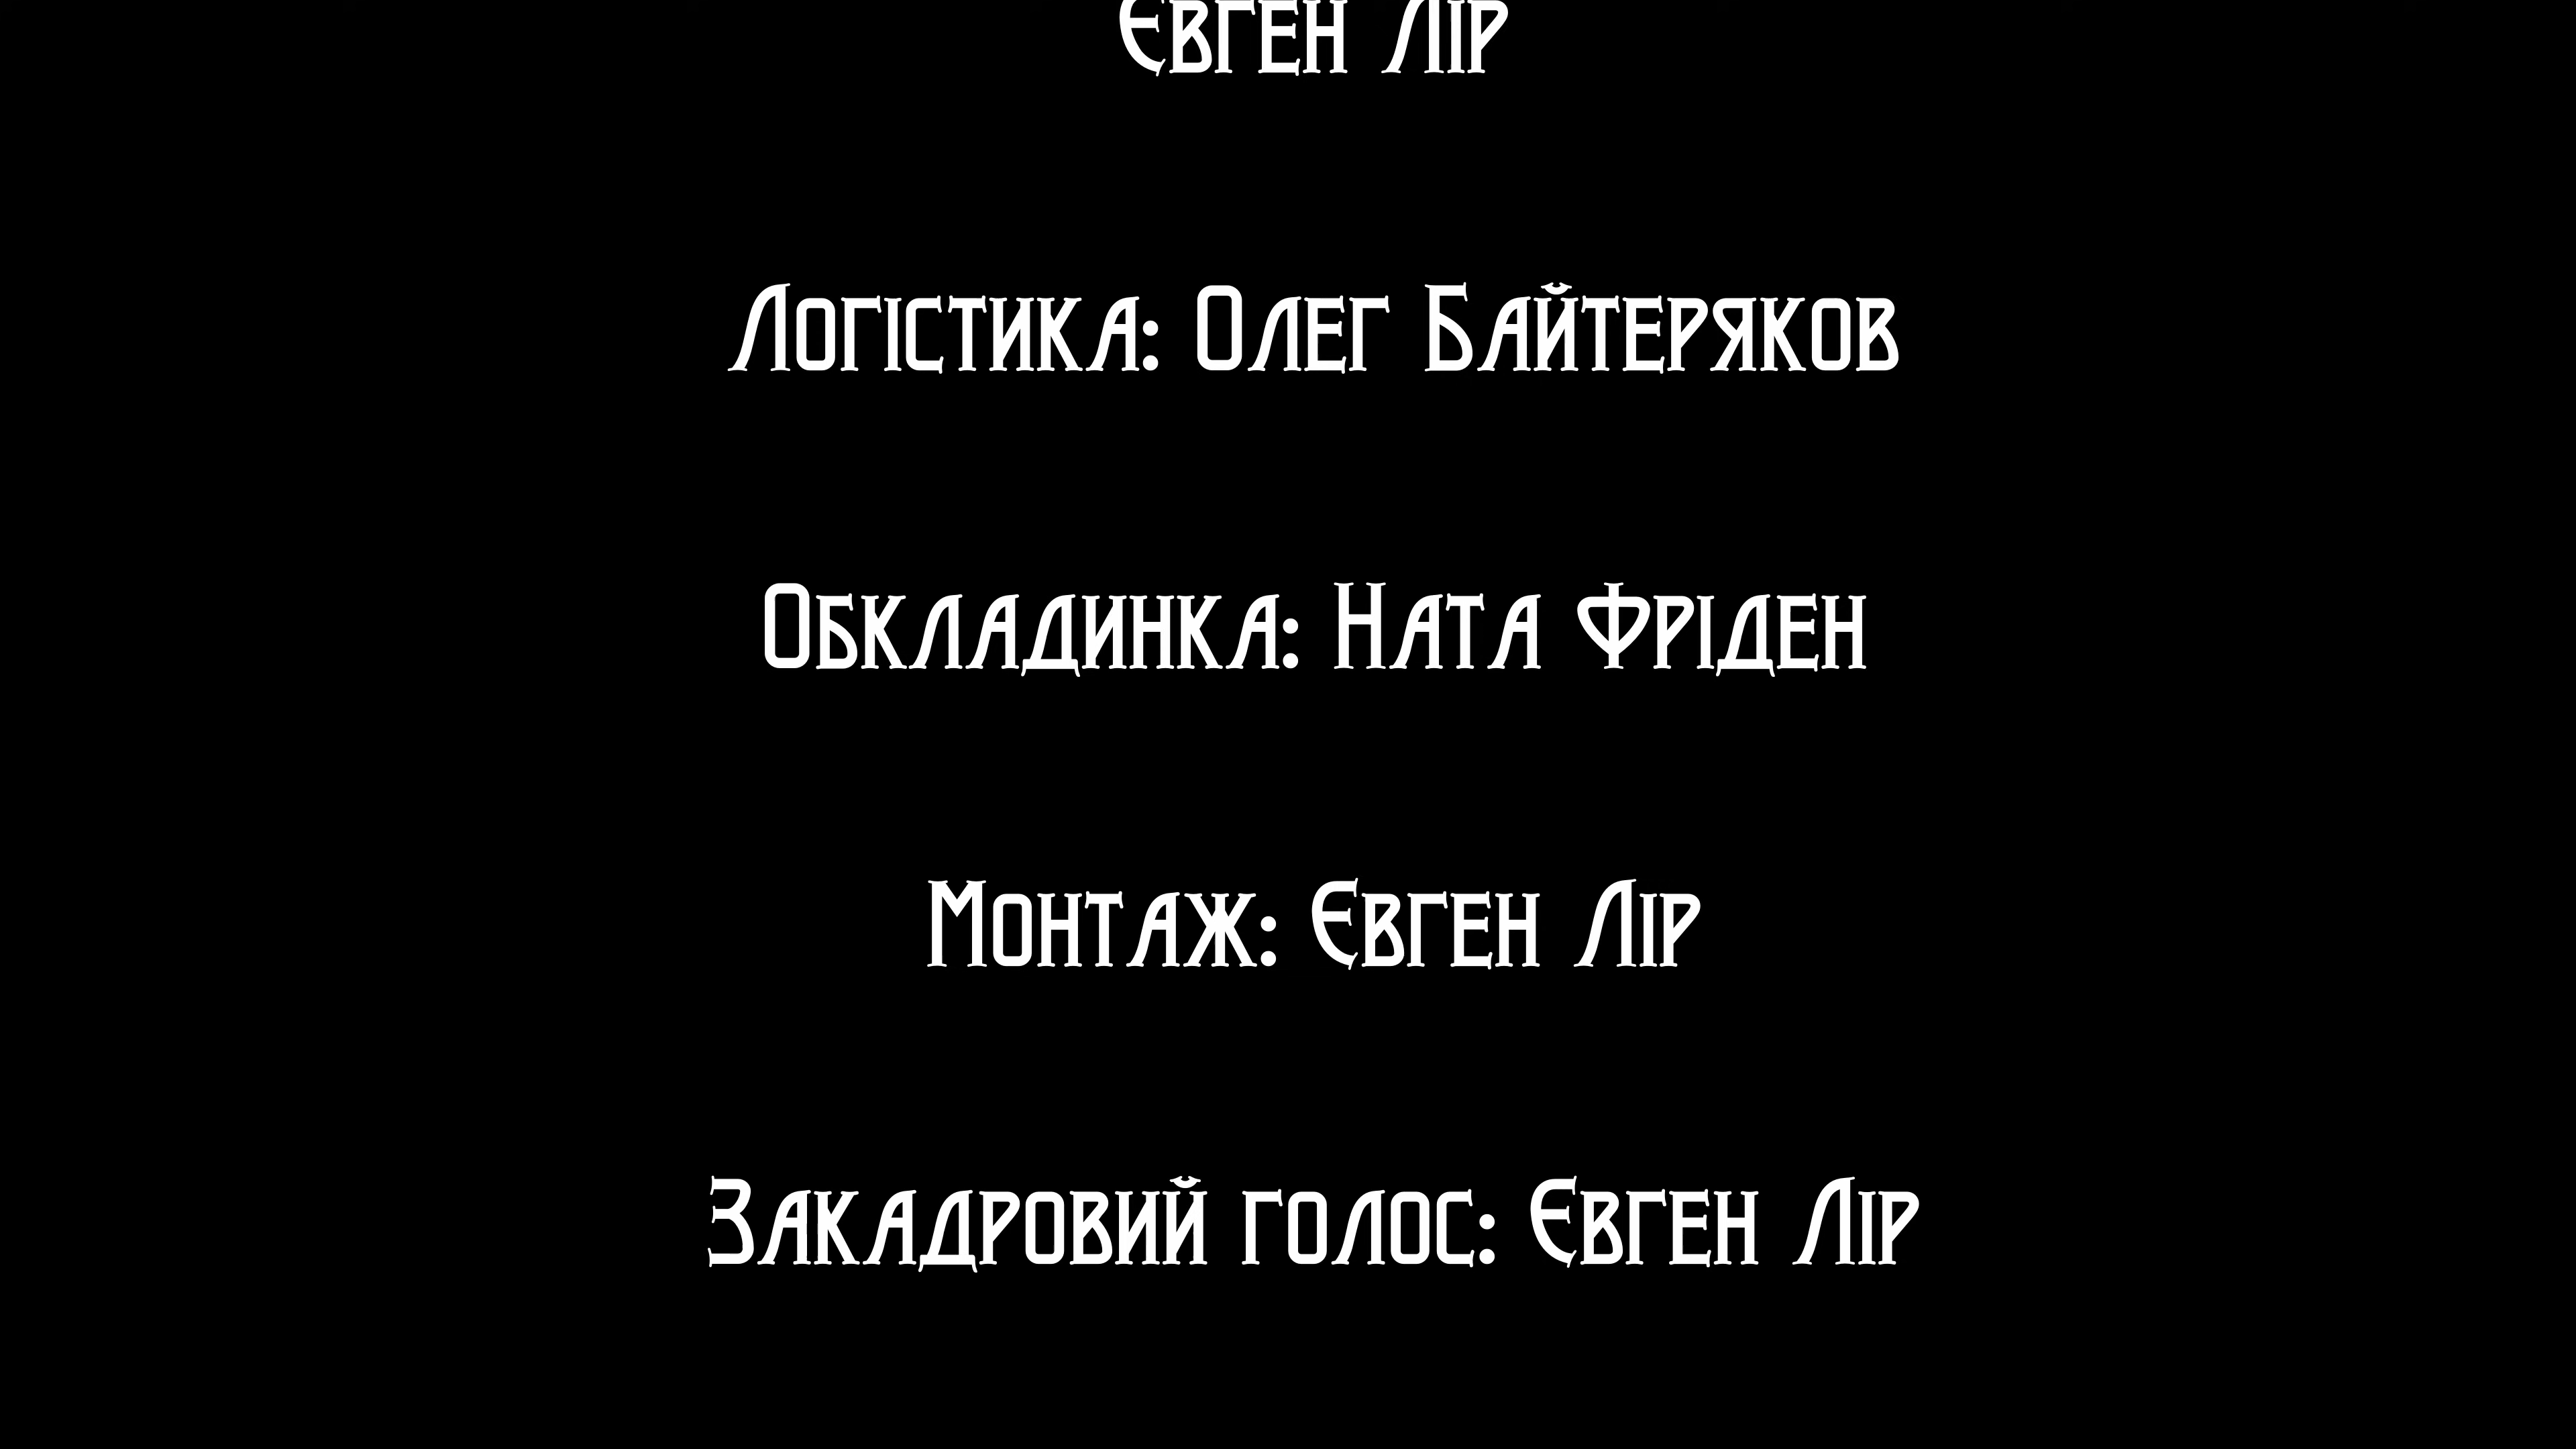 Євген Лір
Логістика: Олег Байтеряков
Обкладинка: Ната Фріден
Монтаж: Євген Лір
Закадровий голос: Євген Лір